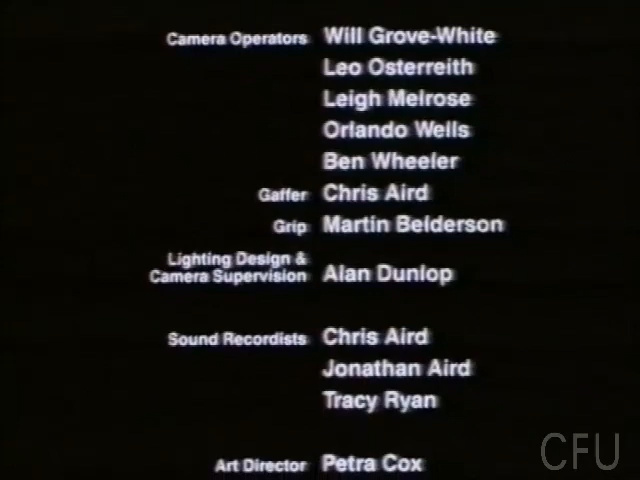 Camera Operators Will Grove-White
Leo Osterreith
Leigh Melrose
Orlando Wells
Ben Wheeler
Gaffer Chris Aird
Grip Martin Belderson
Lighting Design &
Camera Supervision Alan Dunlop
Sound Recordists Chris Aird
Jonathan Aird
Tracy Ryan
Art Director Petra Cox
CFU